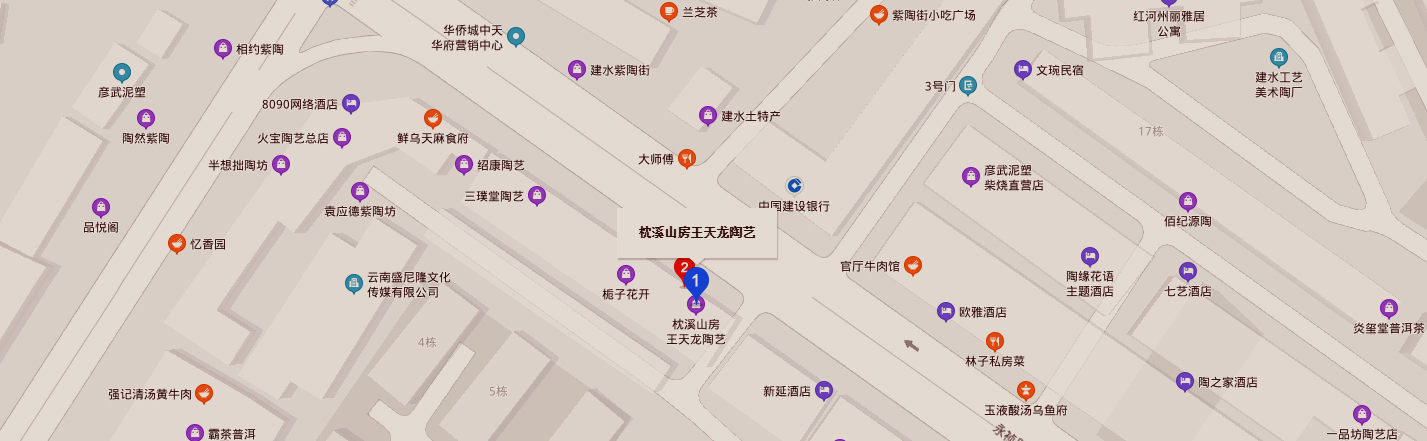 兰芝茶
紫陶街小吃广场
红河州丽雅居
公寓
华侨城中天
华府营销中心
相约紫陶
建水紫陶街
文琬民宿
建水工艺
美术陶厂
3号门
彦武泥塑
8090网络酒店
陶然紫陶
火宝陶艺总店
鲜乌天麻食府
建水土特产
17栋
半想拙陶坊
绍康陶艺
大师傅
彦武泥塑
柴烧直营店
三璞堂陶艺
中国建设银行
袁应德紫陶坊
佰纪源陶
品悦阁
忆香园
枕溪山房王天龙陶艺
云南盛尼隆文化
传媒有限公司
栀子花开
2
1
官厅牛肉馆
陶缘花语
主题酒店
七艺酒店
枕溪山房
王天龙陶艺
欧雅酒店
炎玺堂普洱茶
4栋
林子私房菜
5栋
强记清汤黄牛肉
新延酒店
陶之家酒店
玉液酸汤乌鱼府
霸茶普洱
永祯
一品坊陶艺店